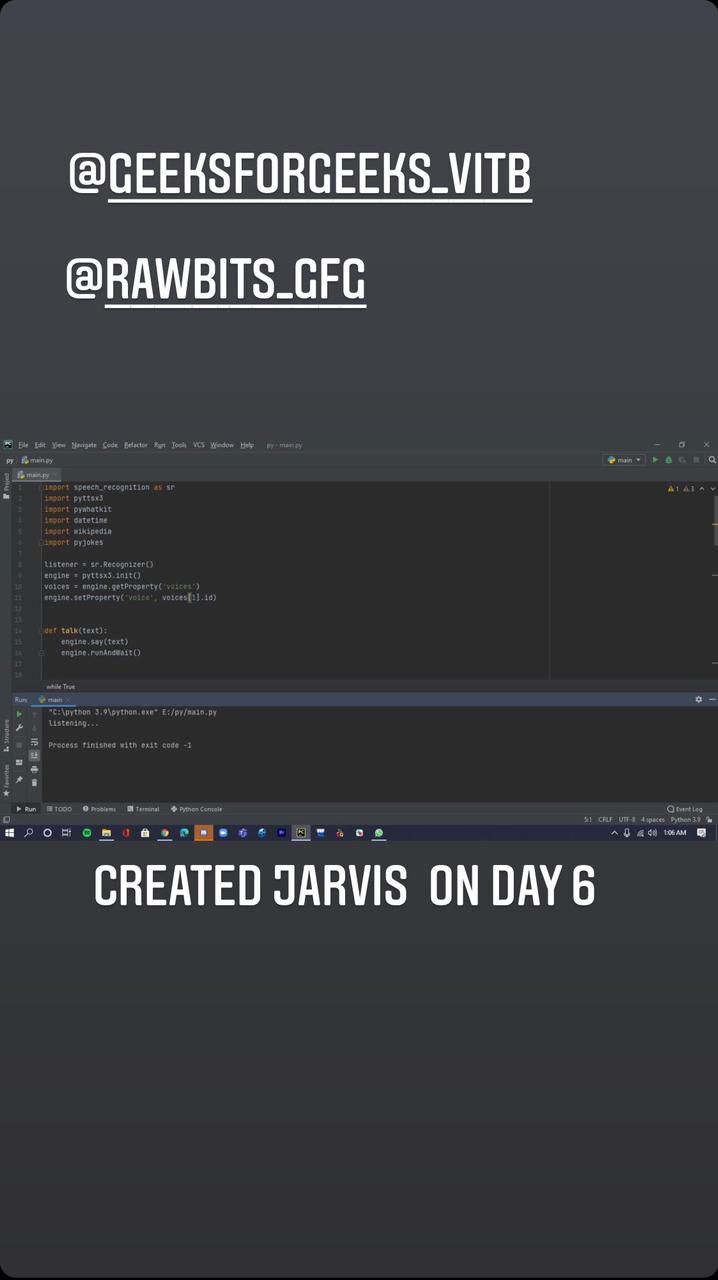 @GEEKSFORGEEKS_VITB
@RAWBITS_GFG
PC File Edit View Navigate Code Refactor Run Tools VCS Window Help py - main.py
py main.py main
Project
main.py
1 import speech_recognition as sr 1 3
2 import pyttsx3
3 import pywhatkit
4 import datetime
5 import wikipedia
6 import pyjokes
7
8 listener = sr.Recognizer()
9 engine = pyttsx3.init()
10 voices = engine.getProperty('voices')
11 engine.setProperty('voice', voices[1].id)
12
13
14 def talk(text):
15     engine.say(text)
16     engine.runAndWait()
17
18
while True
Run: main
"C:\python 3.9\python.exe" E:/py/main.py
listening...
Process finished with exit code -1
Structure
Favorites
Run TODO Problems Terminal Python Console Event Log
5:1 CRLF UTF-8 4 spaces Python 3.9
1:06 AM
CREATED JARVIS ON DAY 6